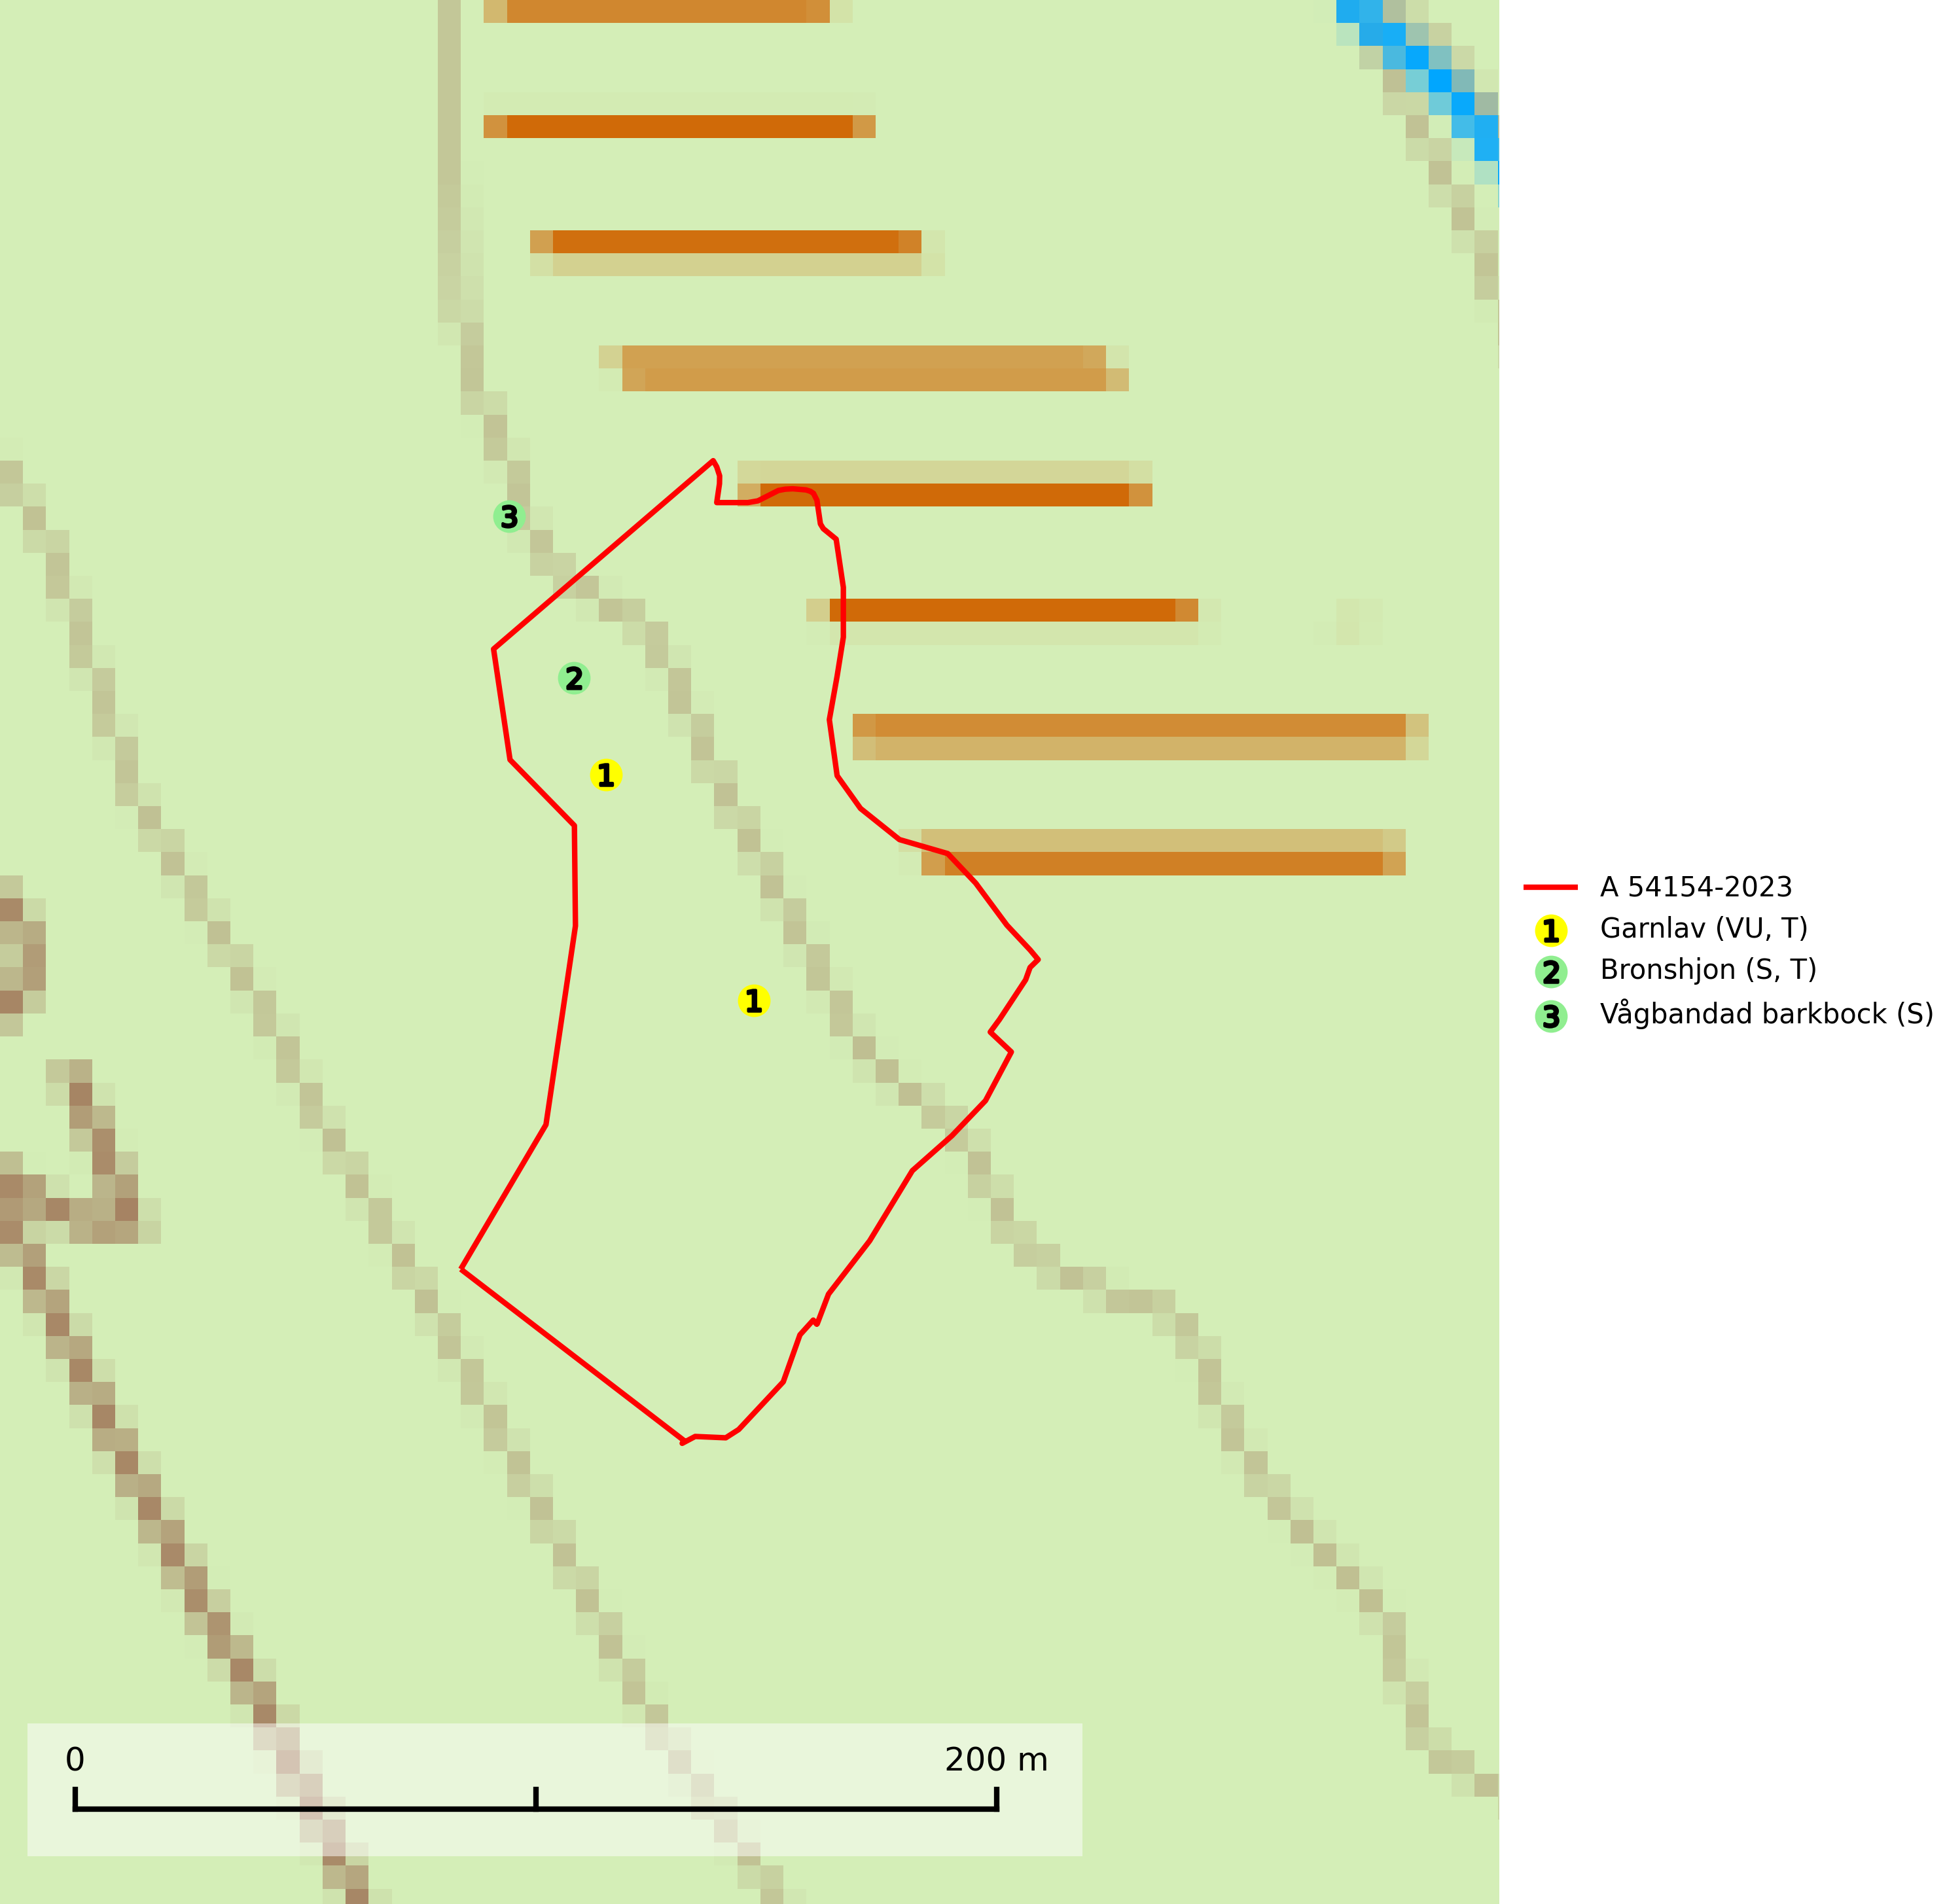 3
2
1
1
A 54154-2023
1 Garnlav (VU, T)
2 Bronshjon (S, T)
3 Vågbandad barkbock (S)
0 200 m